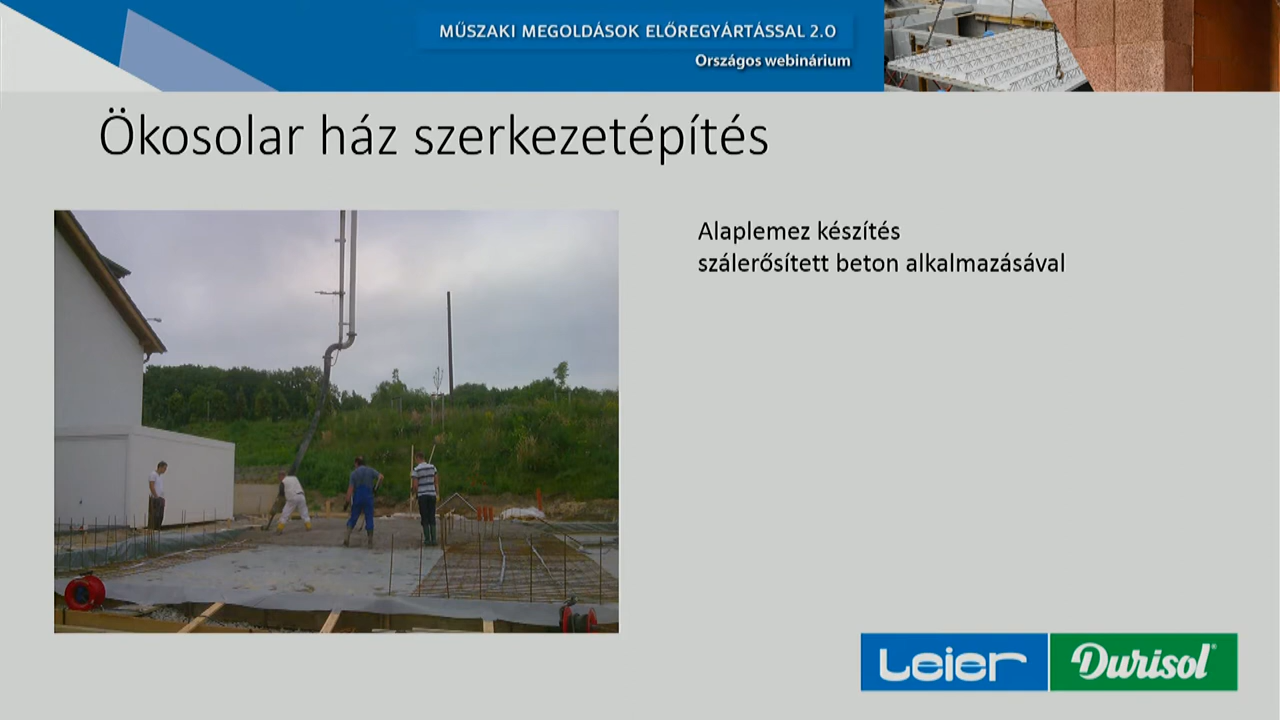 MŰSZAKI MEGOLDÁSOK ELŐREGYÁRTÁSSAL 2.0
Országos webinárium
Ökosolar ház szerkezetépítés
Alaplemez készítés
szálerősített beton alkalmazásával
Leier
Durisol®